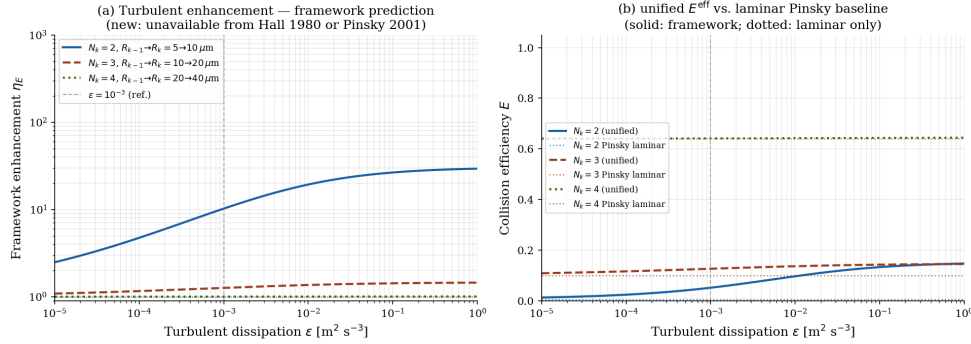 (a) Turbulent enhancement — framework prediction
(new: unavailable from Hall 1980 or Pinsky 2001)
Framework enhancement η_E
10³
10²
10¹
10⁰
N_k = 2, R_{k−1}→R_k = 5→10 μm
N_k = 3, R_{k−1}→R_k = 10→20 μm
N_k = 4, R_{k−1}→R_k = 20→40 μm
ε = 10⁻³ (ref.)
10⁻⁵ 10⁻⁴ 10⁻³ 10⁻² 10⁻¹ 10⁰
Turbulent dissipation ε [m² s⁻³]
(b) unified E^eff vs. laminar Pinsky baseline
(solid: framework; dotted: laminar only)
Collision efficiency E
1.0
0.8
0.6
0.4
0.2
0.0
N_k = 2 (unified)
N_k = 2 Pinsky laminar
N_k = 3 (unified)
N_k = 3 Pinsky laminar
N_k = 4 (unified)
N_k = 4 Pinsky laminar
10⁻⁵ 10⁻⁴ 10⁻³ 10⁻² 10⁻¹ 10⁰
Turbulent dissipation ε [m² s⁻³]